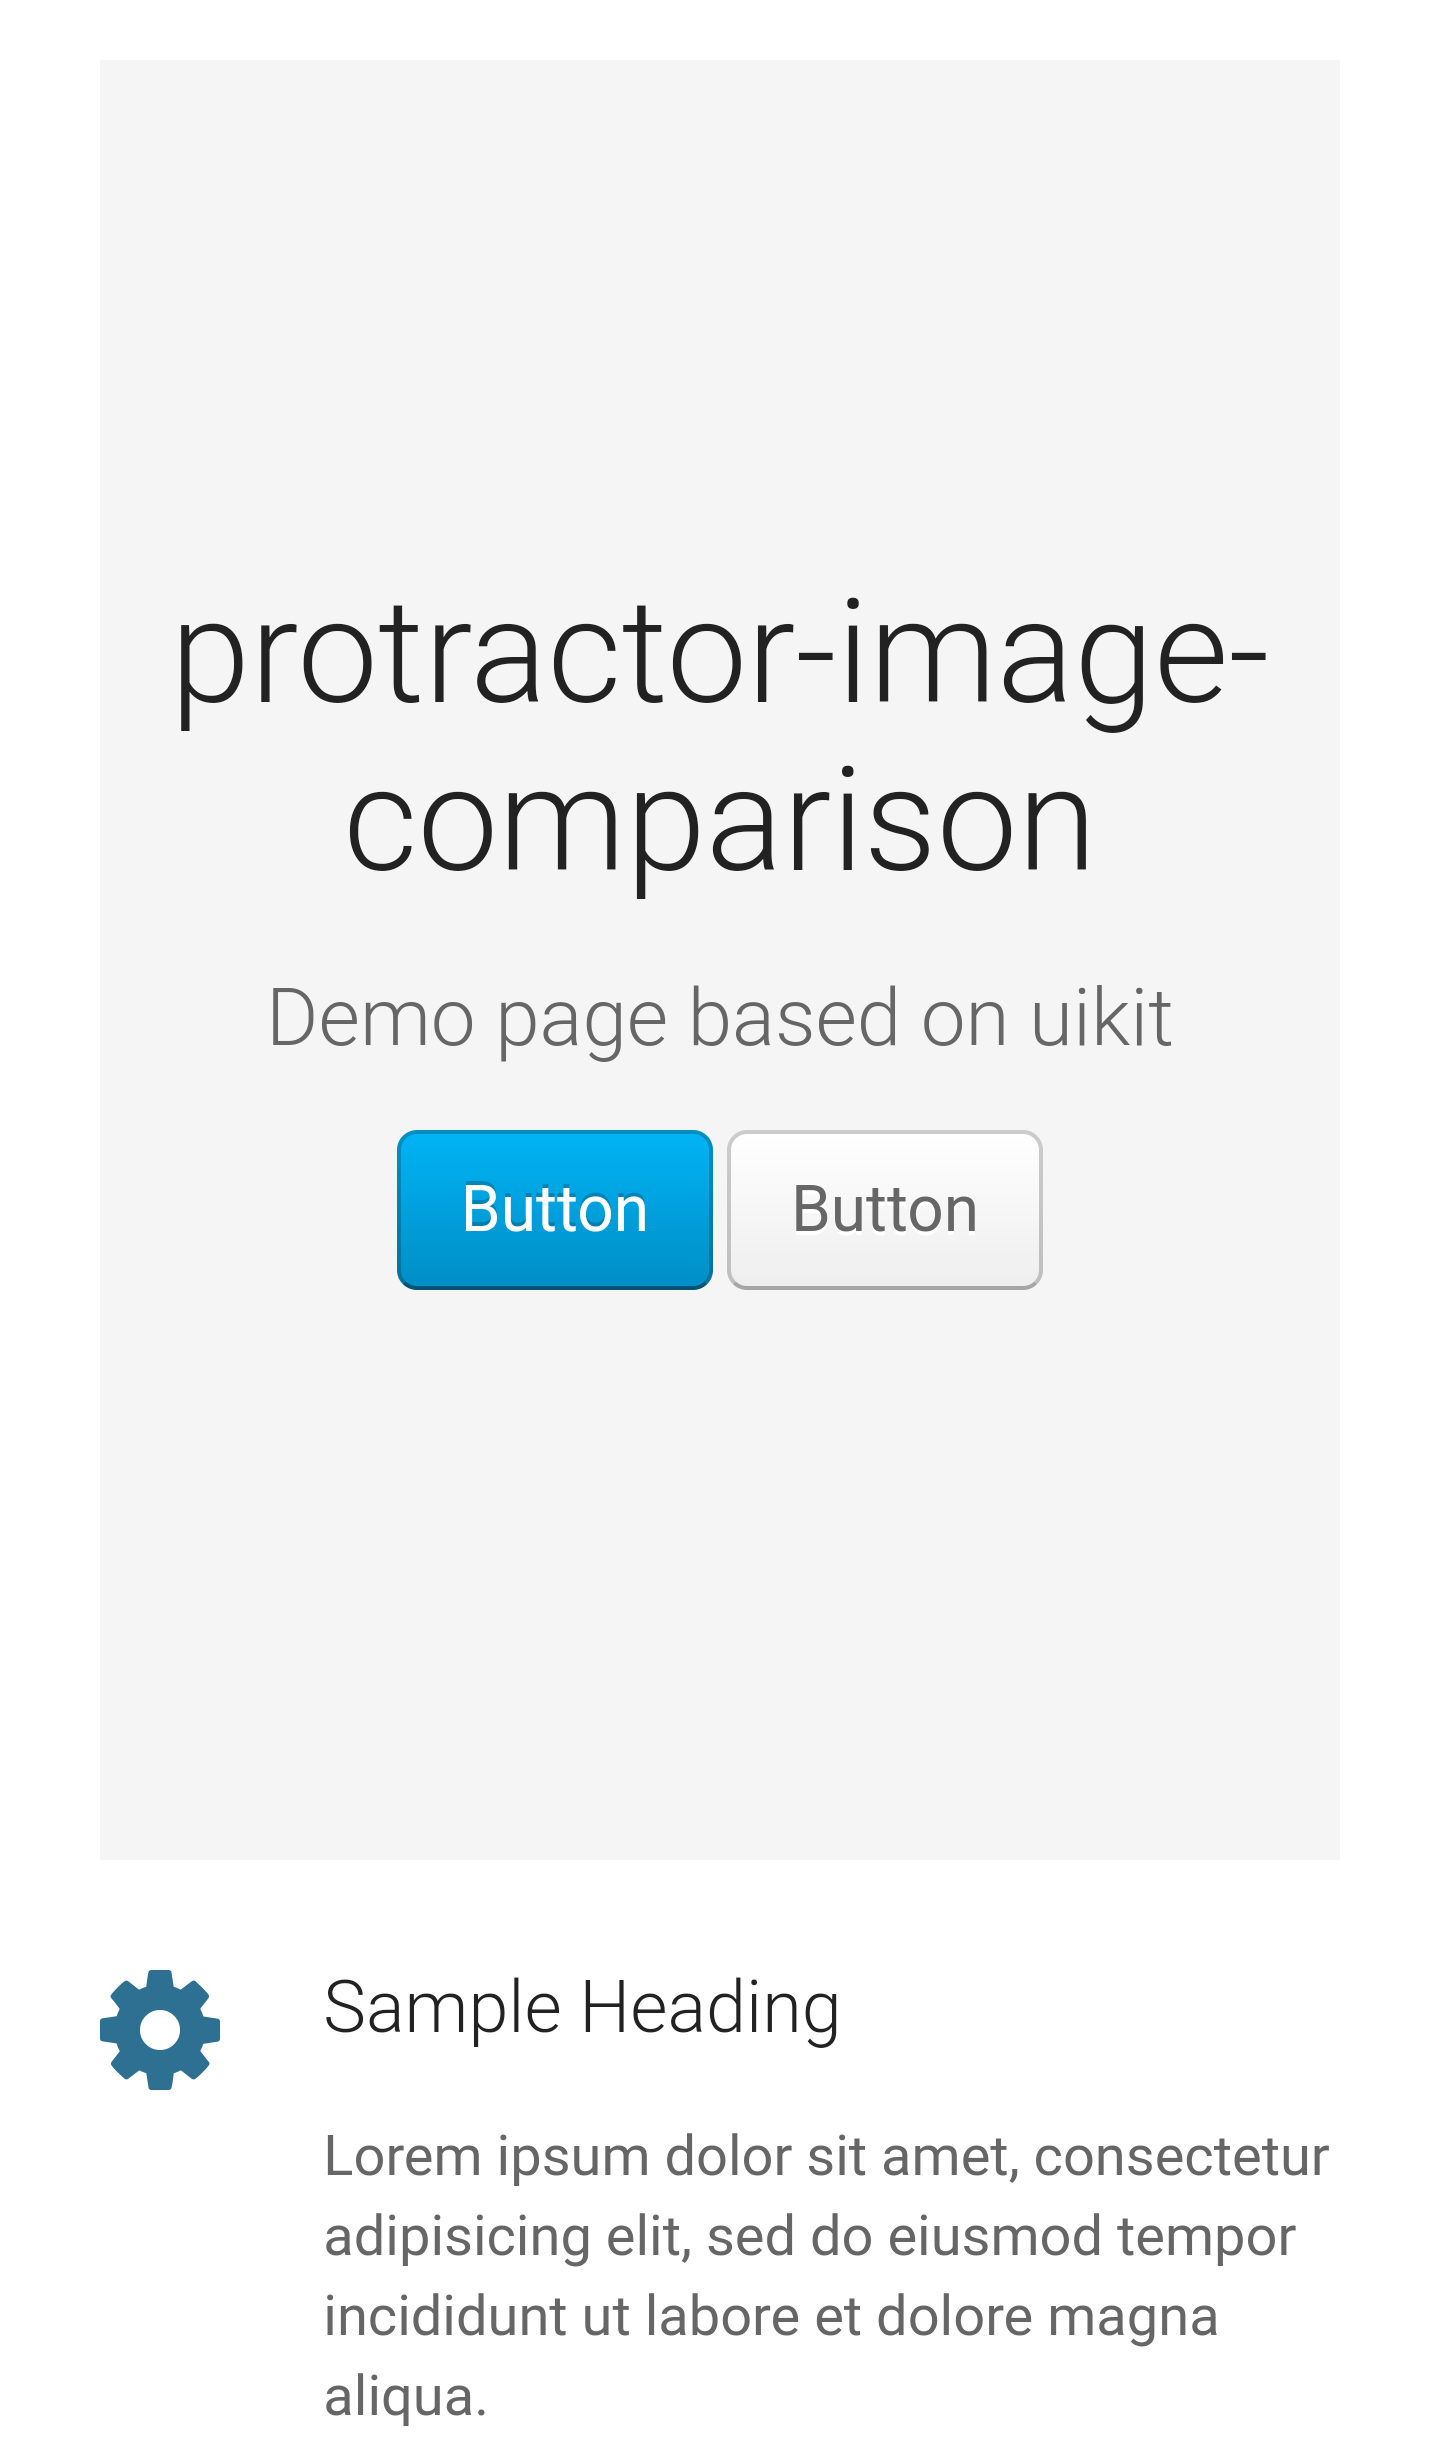 protractor-image-
comparison
Demo page based on uikit
Button Button
Sample Heading
Lorem ipsum dolor sit amet, consectetur
adipisicing elit, sed do eiusmod tempor
incididunt ut labore et dolore magna
aliqua.